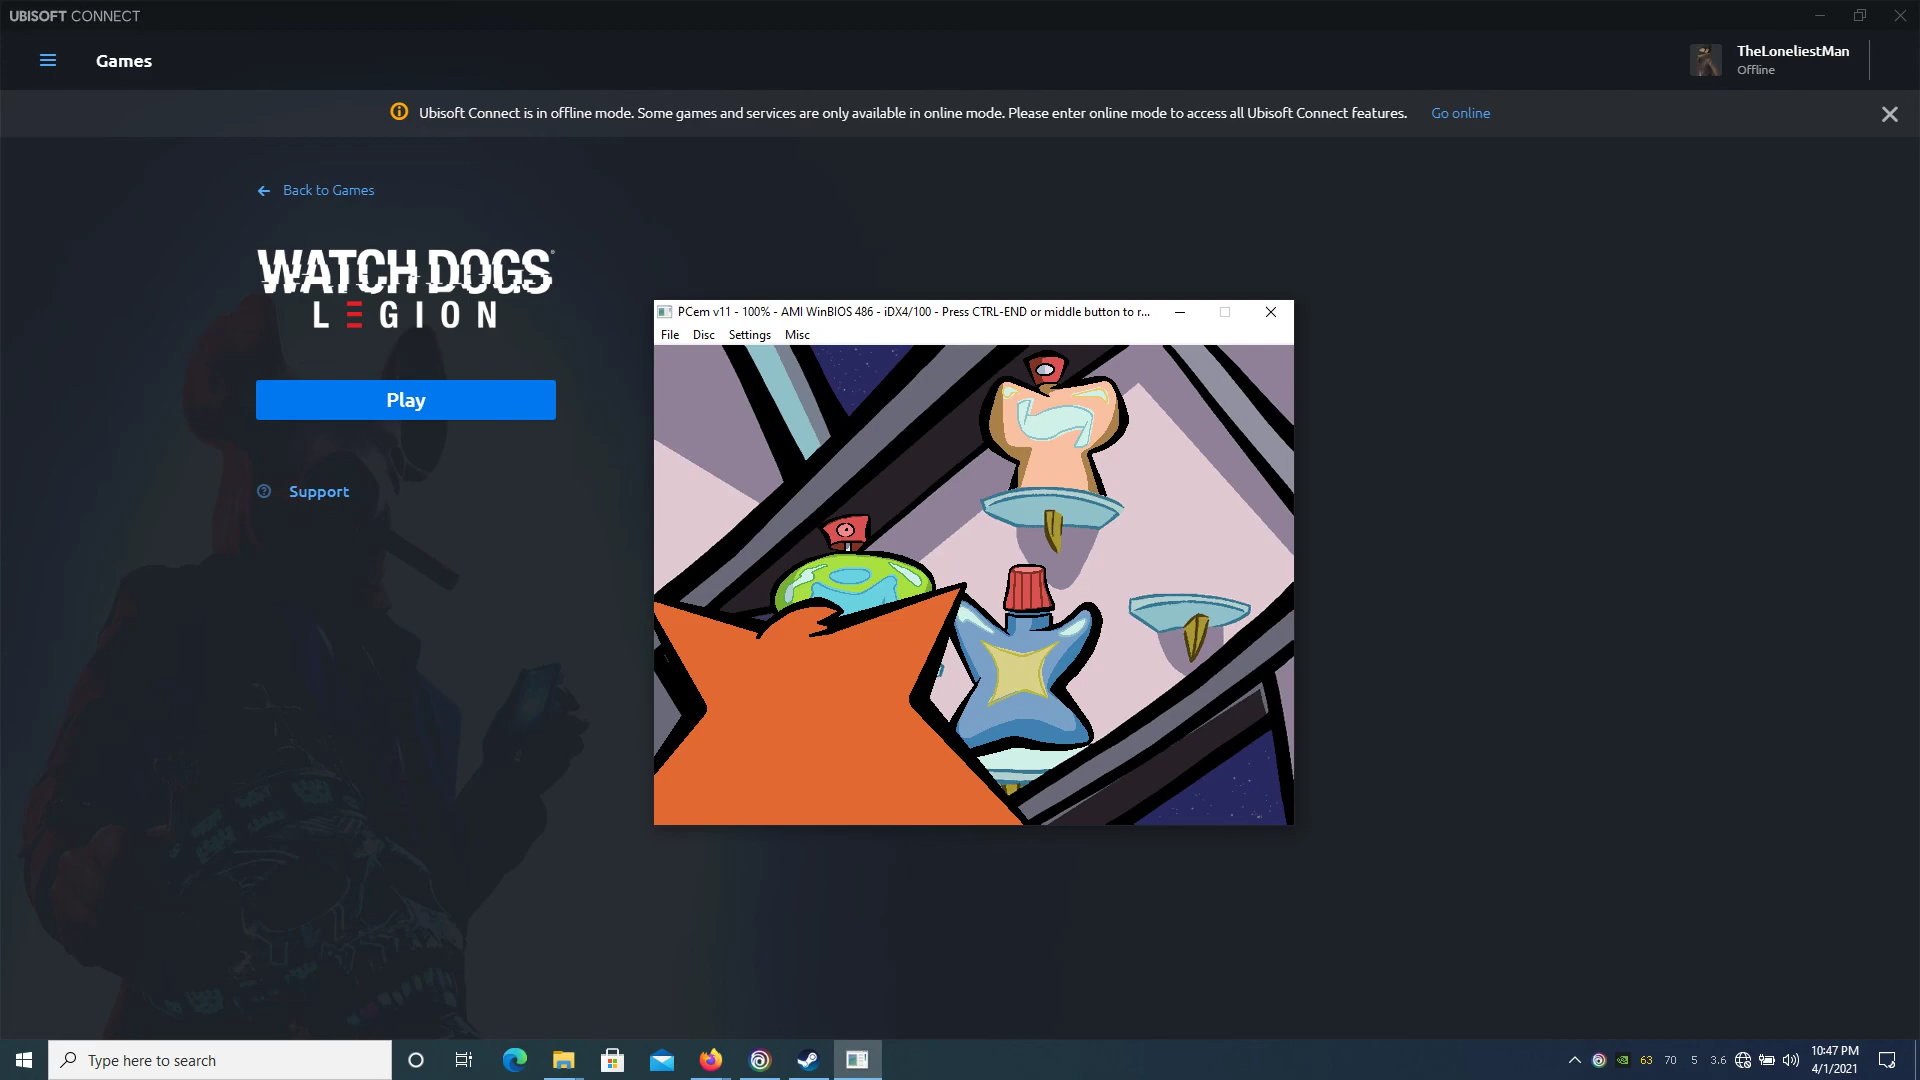 UBISOFT CONNECT
Games
TheLoneliestMan
Offline
Ubisoft Connect is in offline mode. Some games and services are only available in online mode. Please enter online mode to access all Ubisoft Connect features.
Go online
Back to Games
WATCH DOGS
LEGION
Play
Support
PCem v11 - 100% - AMI WinBIOS 486 - iDX4/100 - Press CTRL-END or middle button to r...
File Disc Settings Misc
Type here to search
63 70 5 3.6
10:47 PM
4/1/2021